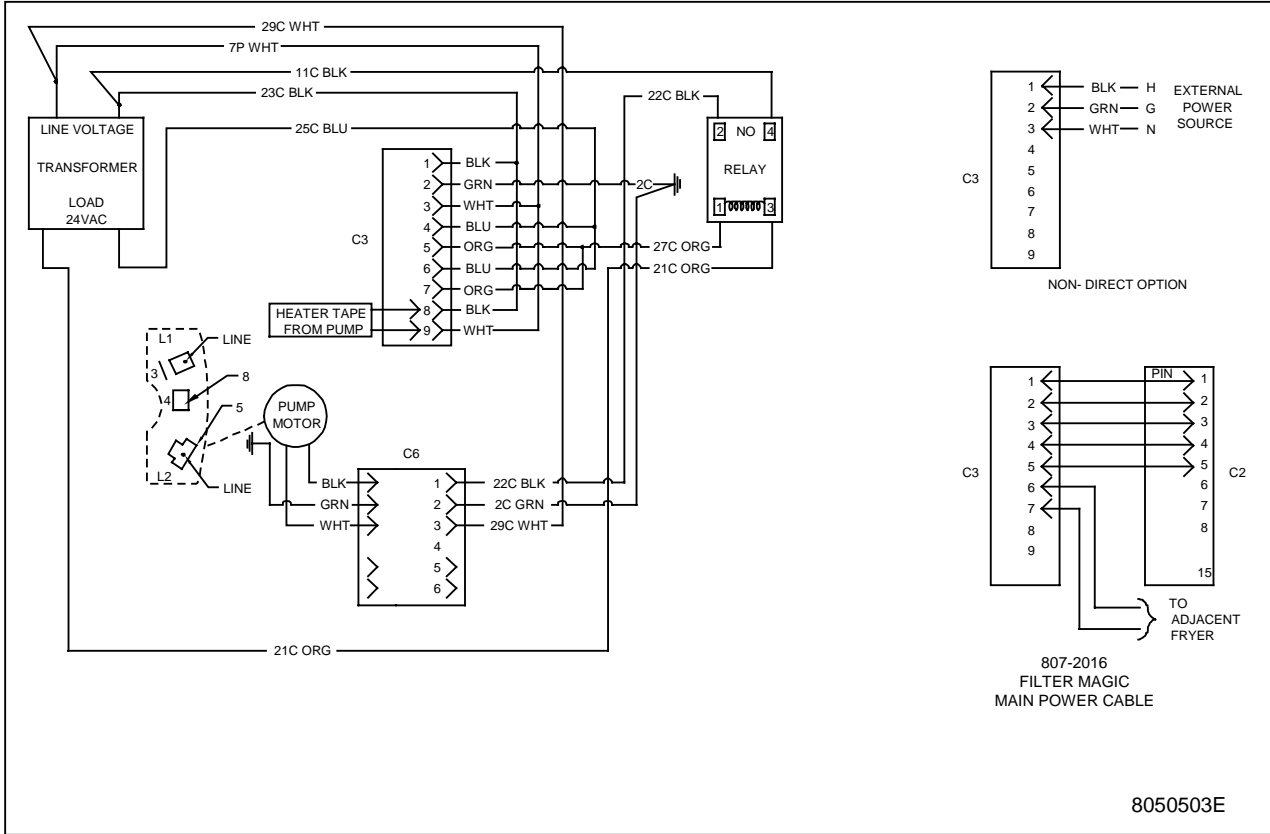 29C WHT
7P WHT
11C BLK
23C BLK
25C BLU
LINE VOLTAGE
TRANSFORMER
LOAD
24VAC
C3
1 BLK
2 GRN
3 WHT
4 BLU
5 ORG
6 BLU
7 ORG
8 BLK
9 WHT
2C
22C BLK
2 NO 4
RELAY
1 3
27C ORG
21C ORG
HEATER TAPE
FROM PUMP
L1
LINE
3
8
4
5
L2
LINE
PUMP
MOTOR
C6
BLK 1 22C BLK
GRN 2 2C GRN
WHT 3 29C WHT
4
5
6
21C ORG
C3
1 BLK H
2 GRN G
3 WHT N
4
5
6
7
8
9
EXTERNAL
POWER
SOURCE
NON- DIRECT OPTION
C3
1
2
3
4
5
6
7
8
9
PIN
1
2
3
4
5
6
7
8
15
C2
TO
ADJACENT
FRYER
807-2016
FILTER MAGIC
MAIN POWER CABLE
8050503E